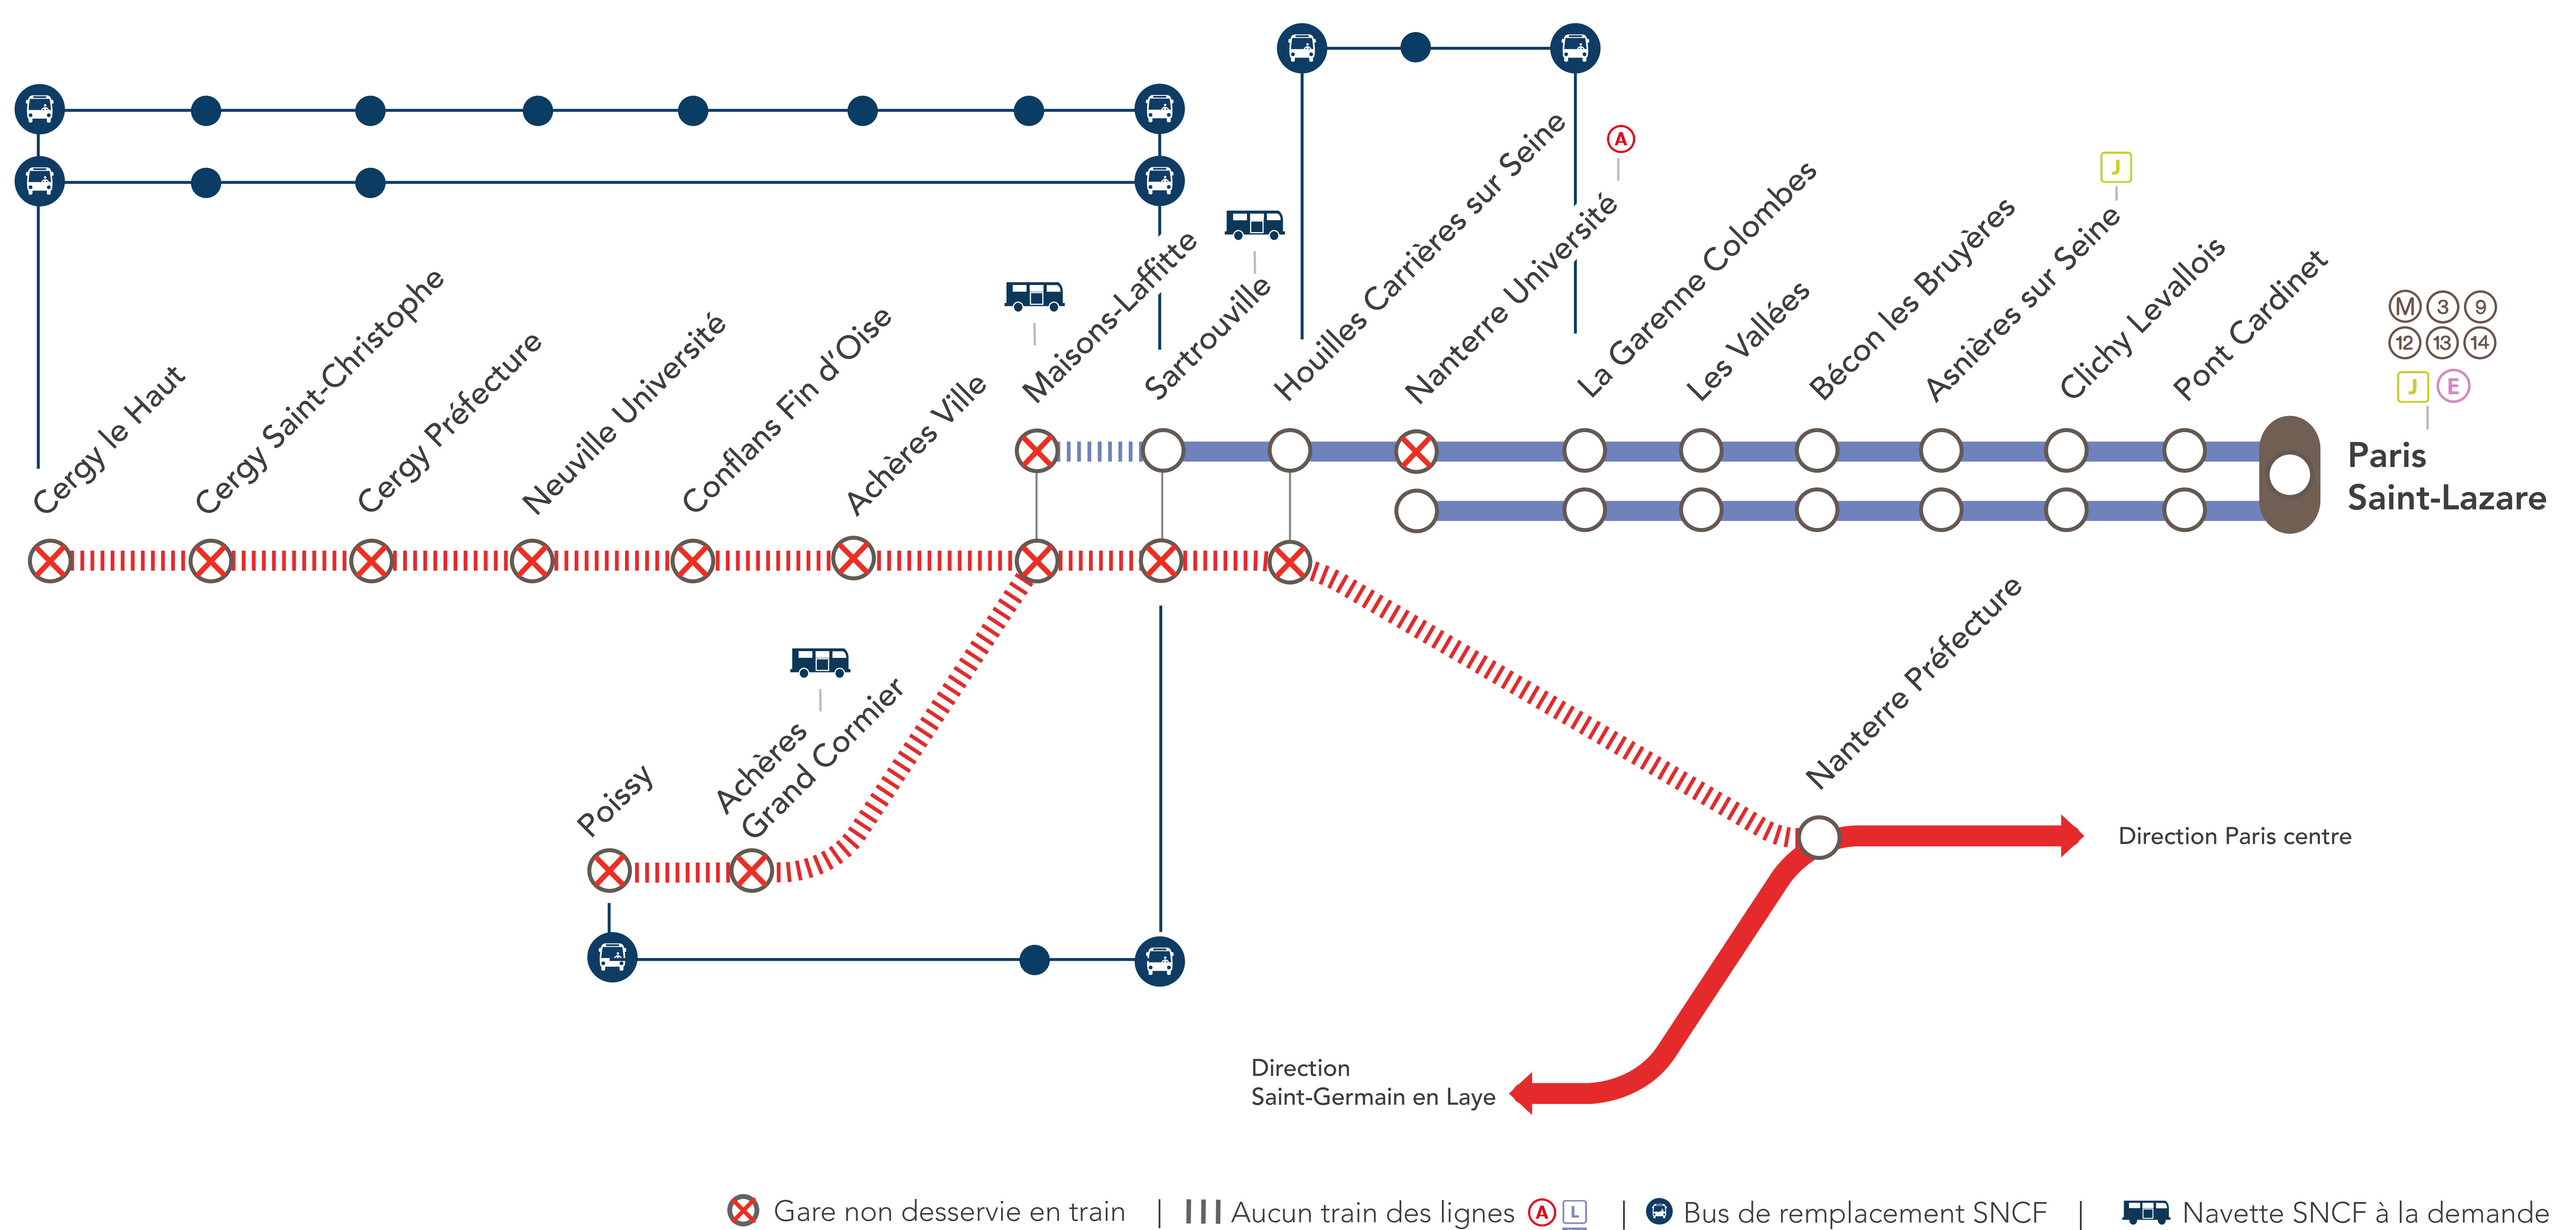 A
J
Cergy le Haut
Cergy Saint-Christophe
Cergy Préfecture
Neuville Université
Conflans Fin d’Oise
Achères Ville
Maisons-Laffitte
Sartrouville
Houilles Carrières sur Seine
Nanterre Université
La Garenne Colombes
Les Vallées
Bécon les Bruyères
Asnières sur Seine
Clichy Levallois
Pont Cardinet
M 3 9
12 13 14
J E
Paris
Saint-Lazare
Poissy
Achères
Grand Cormier
Nanterre Préfecture
Direction Paris centre
Direction
Saint-Germain en Laye
Gare non desservie en train | Aucun train des lignes A L | Bus de remplacement SNCF | Navette SNCF à la demande